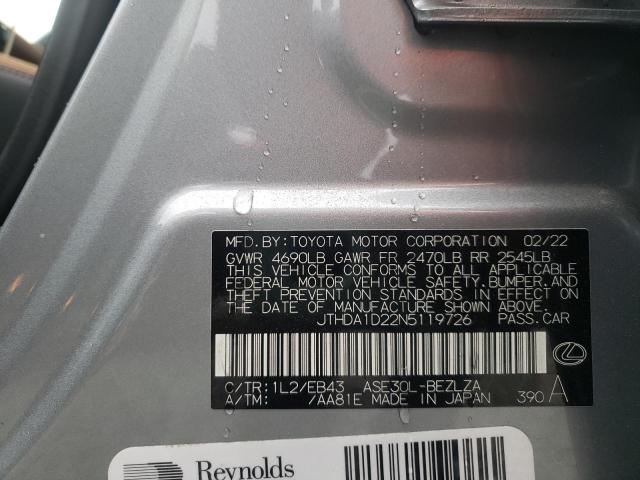 MFD. BY: TOYOTA MOTOR CORPORATION 02/22
GVWR 4690LB GAWR FR 2470LB RR 2545LB
THIS VEHICLE CONFORMS TO ALL APPLICABLE
FEDERAL MOTOR VEHICLE SAFETY, BUMPER, AND
THEFT PREVENTION STANDARDS IN EFFECT ON
THE DATE OF MANUFACTURE SHOWN ABOVE.
JTHDA1D22N5119726 PASS. CAR
C/TR: 1L2/EB43 ASE30L-BEZLZA
A/TM: /AA81E MADE IN JAPAN 390 A
Reynolds